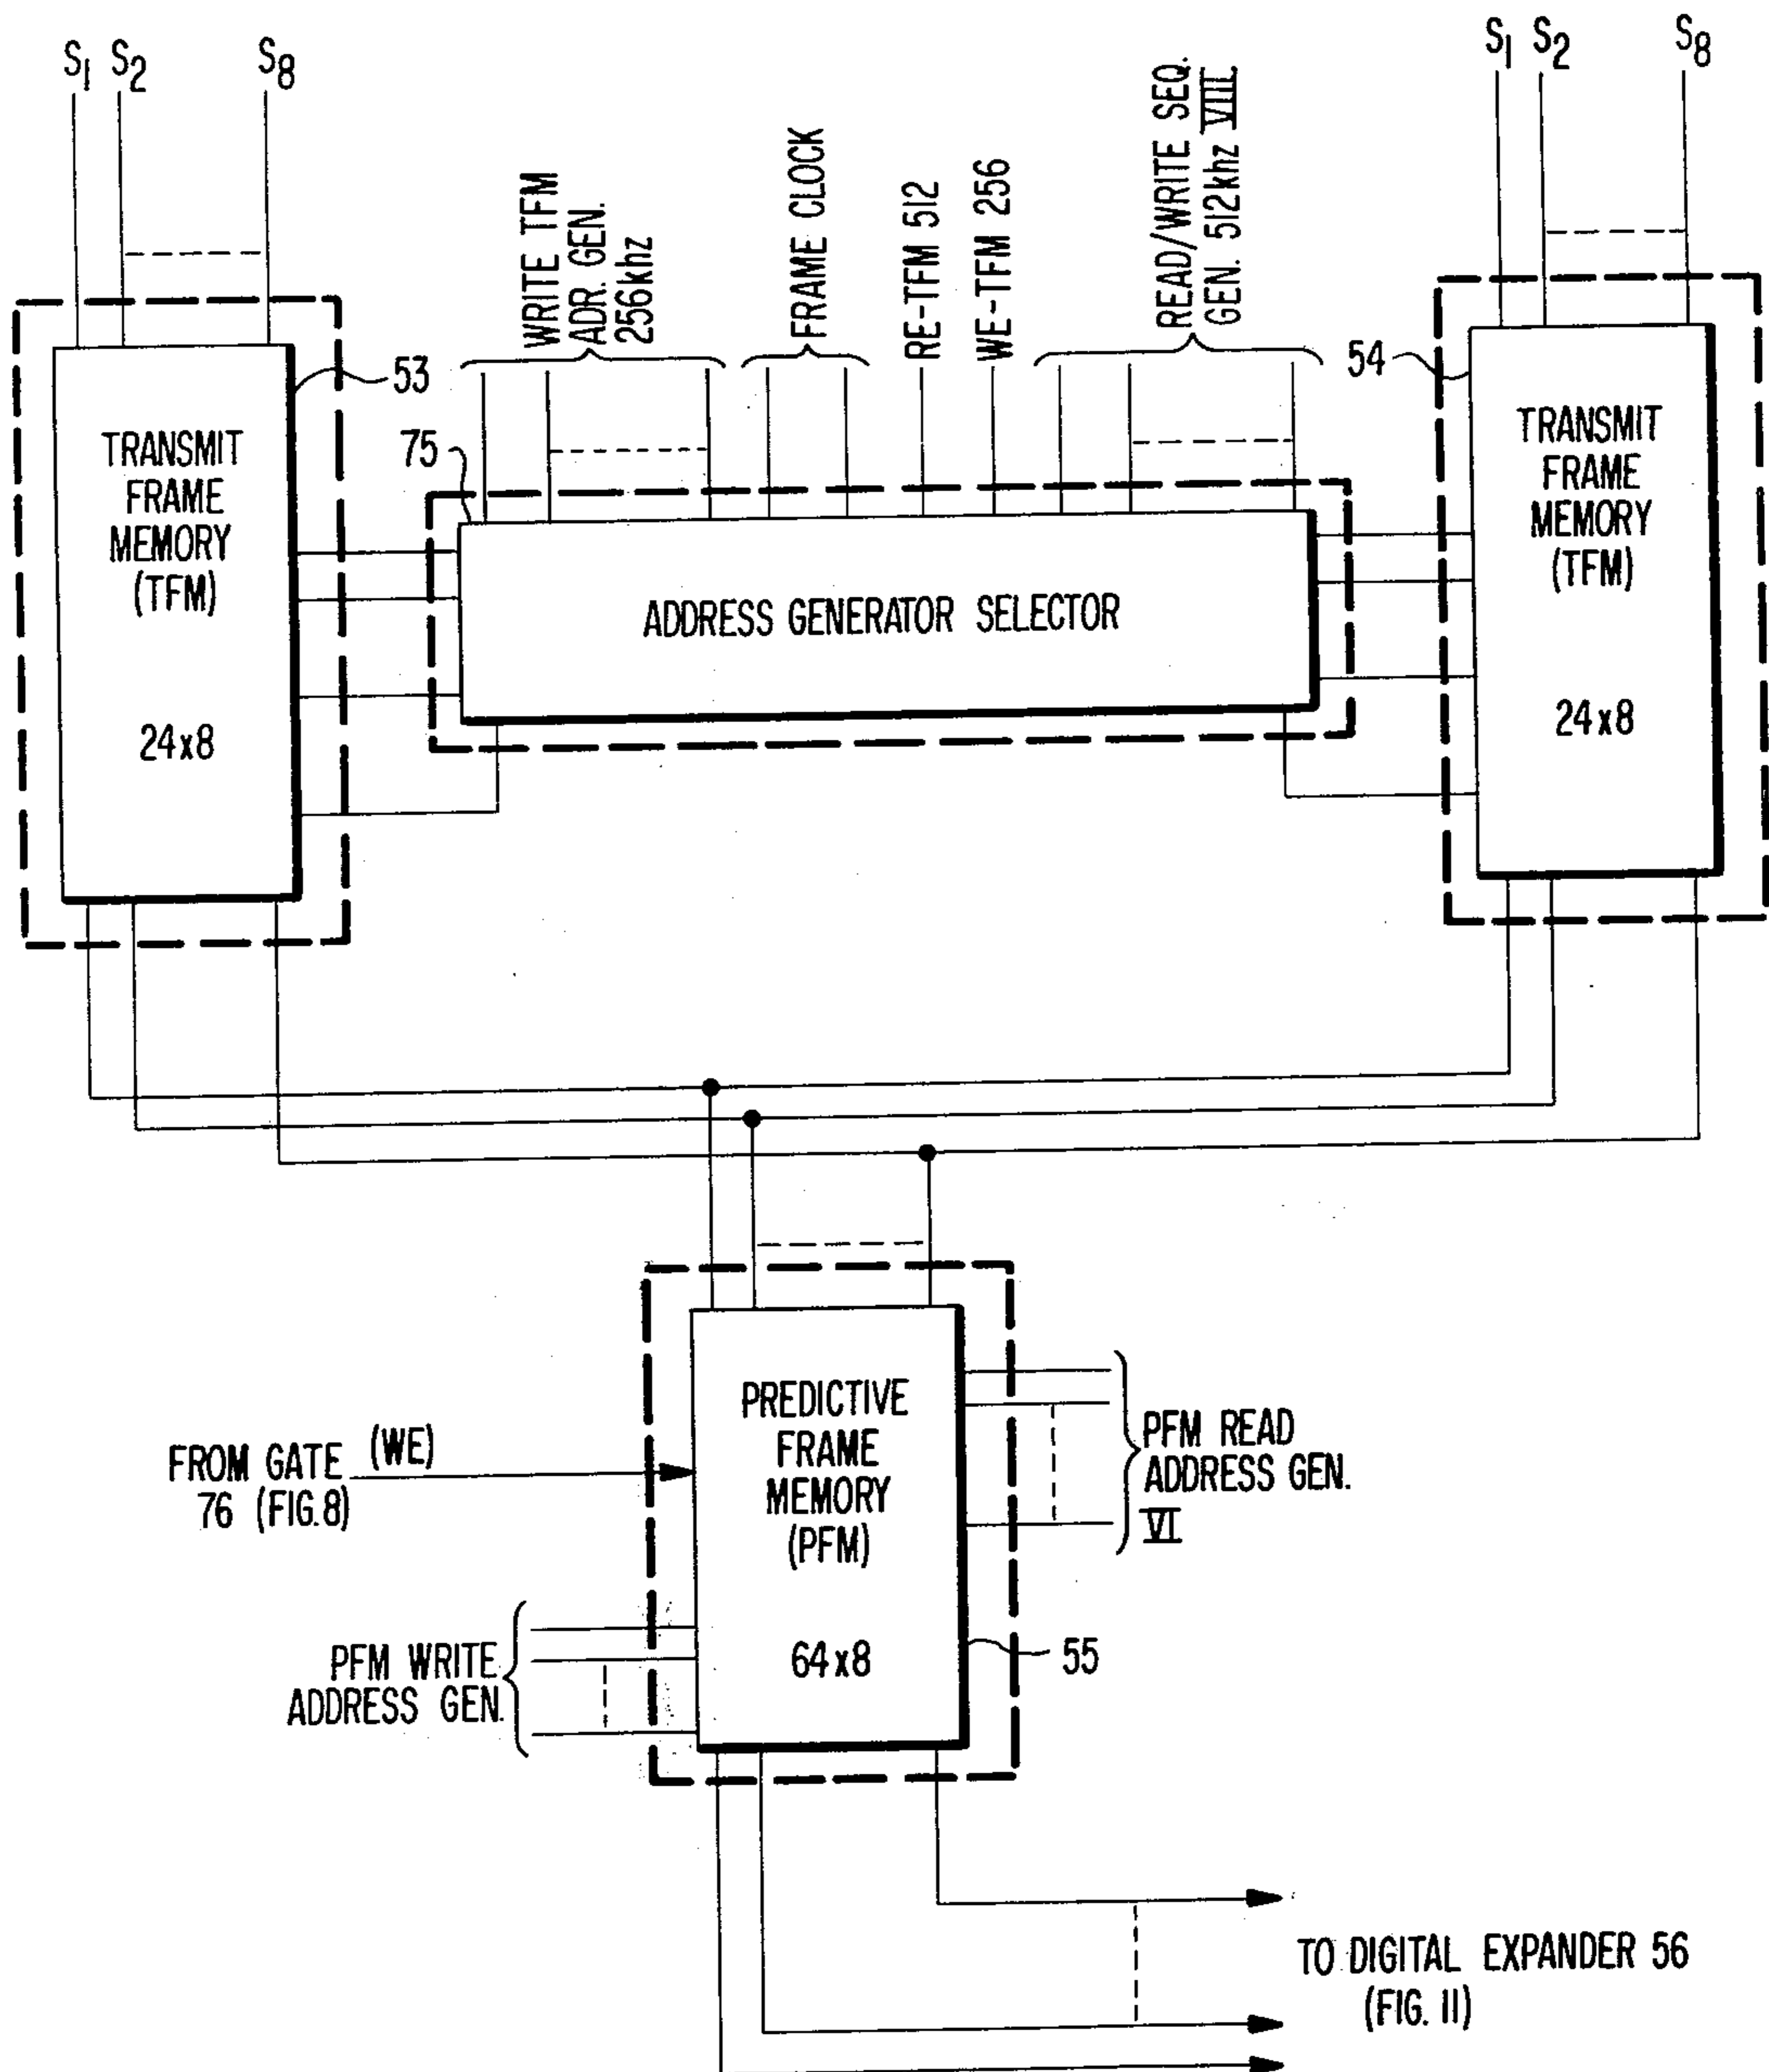 S1 S2 S8
S1 S2 S8
WRITE TFM
ADR. GEN.
256khz
FRAME CLOCK
RE-TFM 512
WE-TFM 256
READ/WRITE SEQ.
GEN. 512khz VIII
53
54
75
TRANSMIT
FRAME
MEMORY
(TFM)
24x8
ADDRESS GENERATOR SELECTOR
TRANSMIT
FRAME
MEMORY
(TFM)
24x8
FROM GATE (WE)
76 (FIG.8)
PREDICTIVE
FRAME
MEMORY
(PFM)
64x8
PFM READ
ADDRESS GEN.
VI
PFM WRITE
ADDRESS GEN.
55
TO DIGITAL EXPANDER 56
(FIG. 11)